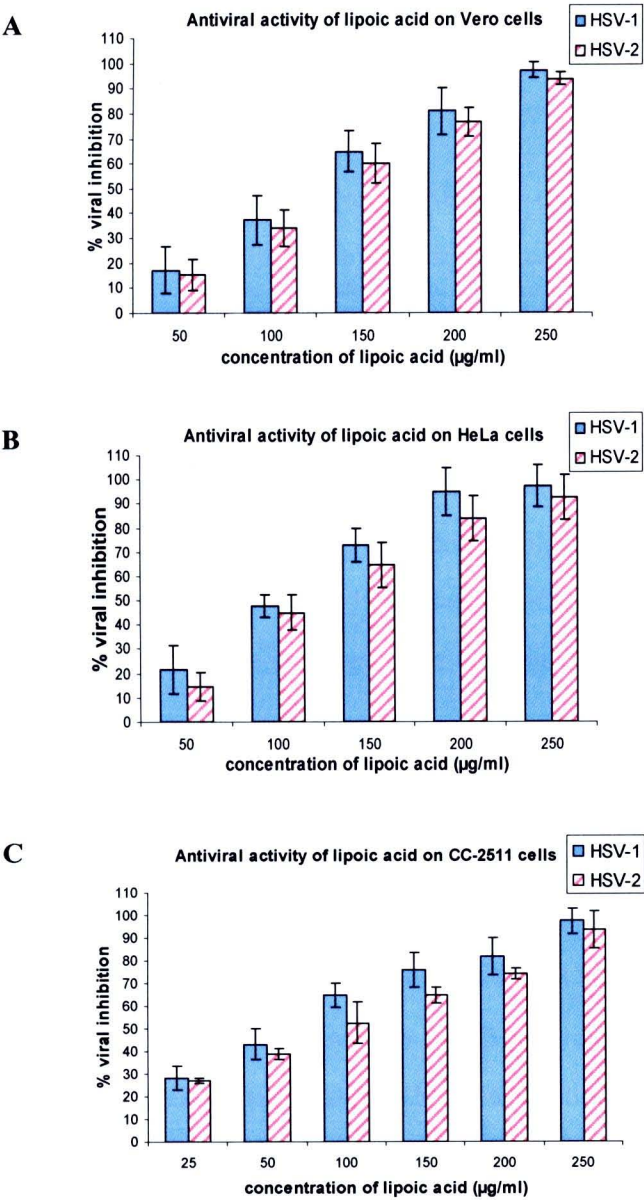 A
Antiviral activity of lipoic acid on Vero cells
HSV-1
HSV-2
% viral inhibition
110
100
90
80
70
60
50
40
30
20
10
0
50 100 150 200 250
concentration of lipoic acid (µg/ml)
B
Antiviral activity of lipoic acid on HeLa cells
HSV-1
HSV-2
% viral inhibition
110
100
90
80
70
60
50
40
30
20
10
0
50 100 150 200 250
concentration of lipoic acid (µg/ml)
C
Antiviral activity of lipoic acid on CC-2511 cells
HSV-1
HSV-2
% viral inhibition
110
100
90
80
70
60
50
40
30
20
10
0
25 50 100 150 200 250
concentration of lipoic acid (µg/ml)